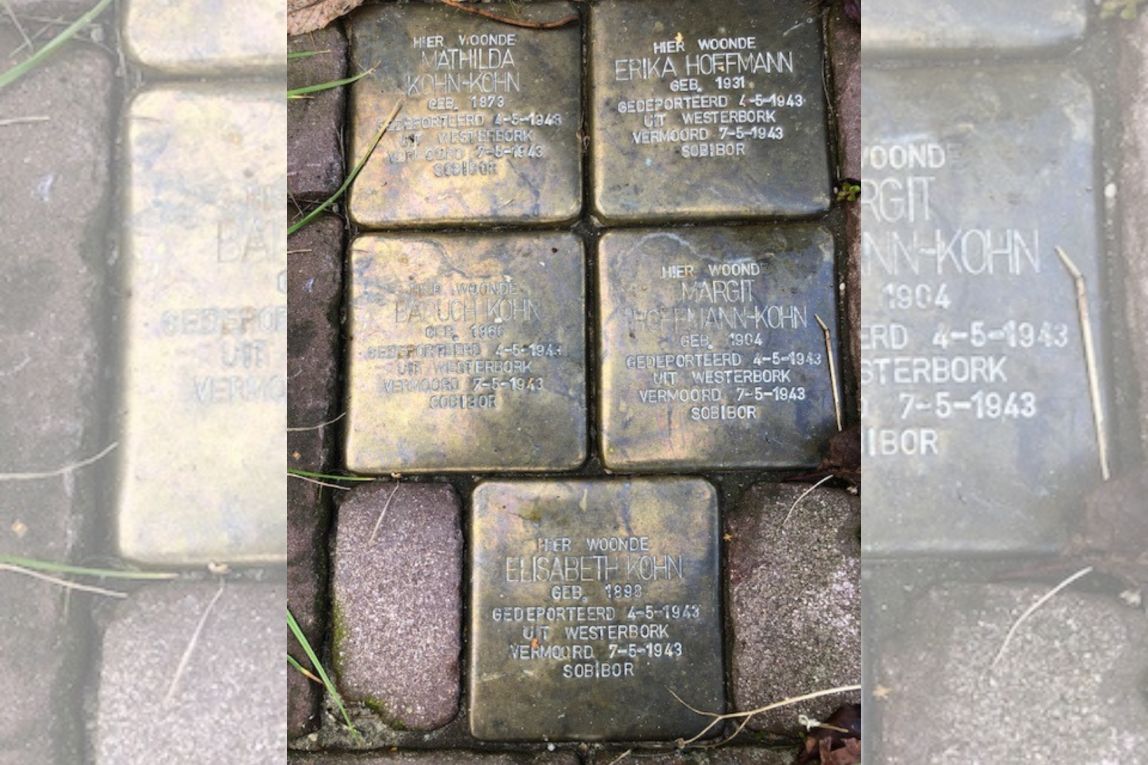 HIER WOONDE
MATHILDA
KOHN-KOHN
GEB. 1873
GEDEPORTEERD 4-5-1943
UIT WESTERBORK
VERMOORD 7-5-1943
SOBIBOR
HIER WOONDE
ERIKA HOFFMANN
GEB. 1931
GEDEPORTEERD 4-5-1943
UIT WESTERBORK
VERMOORD 7-5-1943
SOBIBOR
HIER WOONDE
BARUCH KOHN
GEB.
GEDEPORTEERD 4-5-1943
UIT WESTERBORK
VERMOORD 7-5-1943
SOBIBOR
HIER WOONDE
MARGIT
HOFFMANN-KOHN
GEB. 1904
GEDEPORTEERD 4-5-1943
UIT WESTERBORK
VERMOORD 7-5-1943
SOBIBOR
HIER WOONDE
ELISABETH KOHN
GEB. 1898
GEDEPORTEERD 4-5-1943
UIT WESTERBORK
VERMOORD 7-5-1943
SOBIBOR